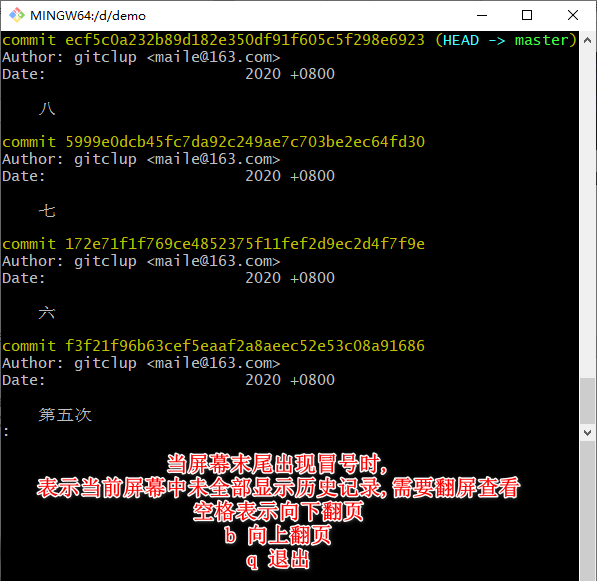 MINGW64:/d/demo
commit ecf5c0a232b89d182e350df91f605c5f298e6923 (HEAD -> master)
Author: gitclup <maile@163.com>
Date: 2020 +0800
八
commit 5999e0dcb45fc7da92c249ae7c703be2ec64fd30
Author: gitclup <maile@163.com>
Date: 2020 +0800
七
commit 172e71f1f769ce4852375f11fef2d9ec2d4f7f9e
Author: gitclup <maile@163.com>
Date: 2020 +0800
六
commit f3f21f96b63cef5eaaf2a8aeec52e53c08a91686
Author: gitclup <maile@163.com>
Date: 2020 +0800
第五次
:
当屏幕末尾出现冒号时,
表示当前屏幕中未全部显示历史记录,需要翻屏查看
空格表示向下翻页
b 向上翻页
q 退出